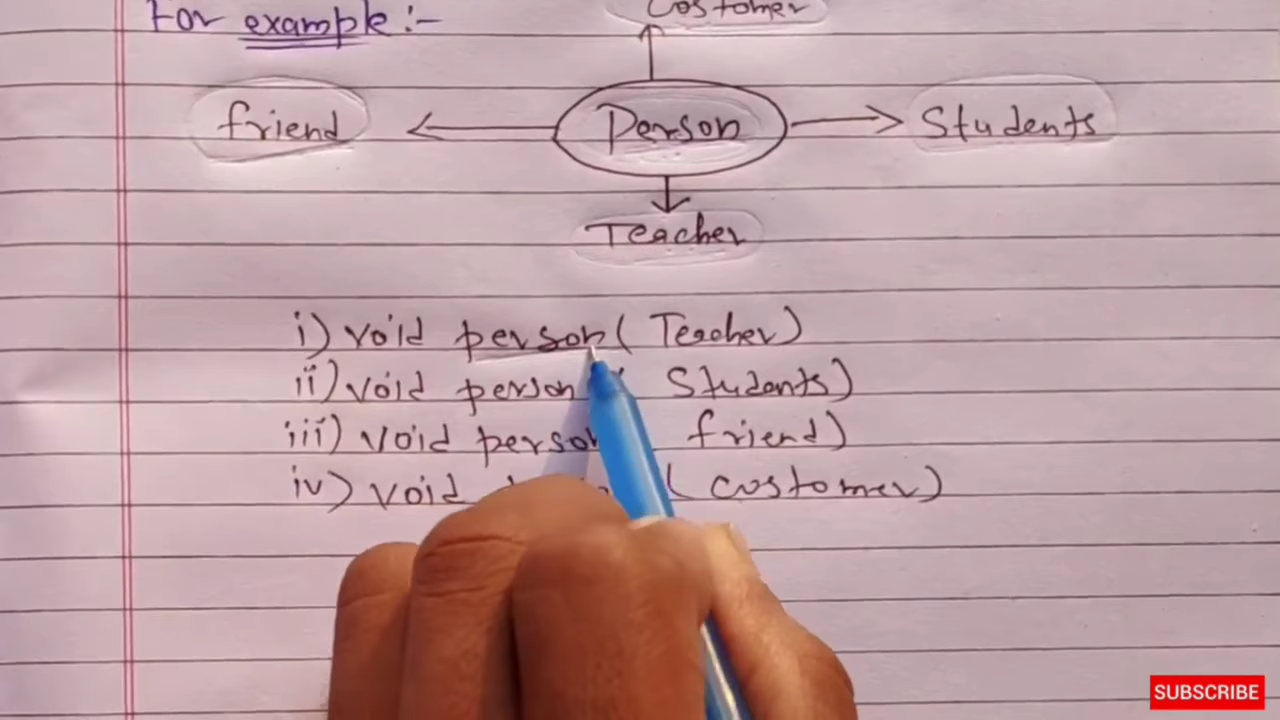 Customer
For example :-
friend Person Students
Teacher
i) void person( Teacher)
ii) void person( Students)
iii) void person friend)
iv) void ( customer)
SUBSCRIBE